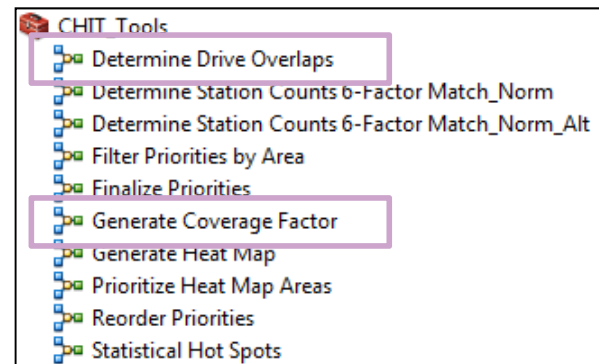 CHIT_Tools
Determine Drive Overlaps
Determine Station Counts 6-Factor Match_Norm
Determine Station Counts 6-Factor Match_Norm_Alt
Filter Priorities by Area
Finalize Priorities
Generate Coverage Factor
Generate Heat Map
Prioritize Heat Map Areas
Reorder Priorities
Statistical Hot Spots